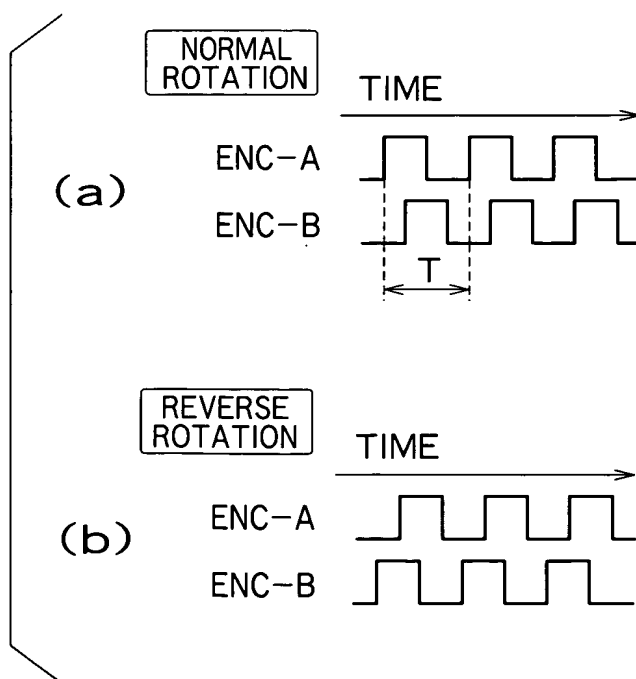 (a)
NORMAL
ROTATION
TIME
ENC-A
ENC-B
T
(b)
REVERSE
ROTATION
TIME
ENC-A
ENC-B